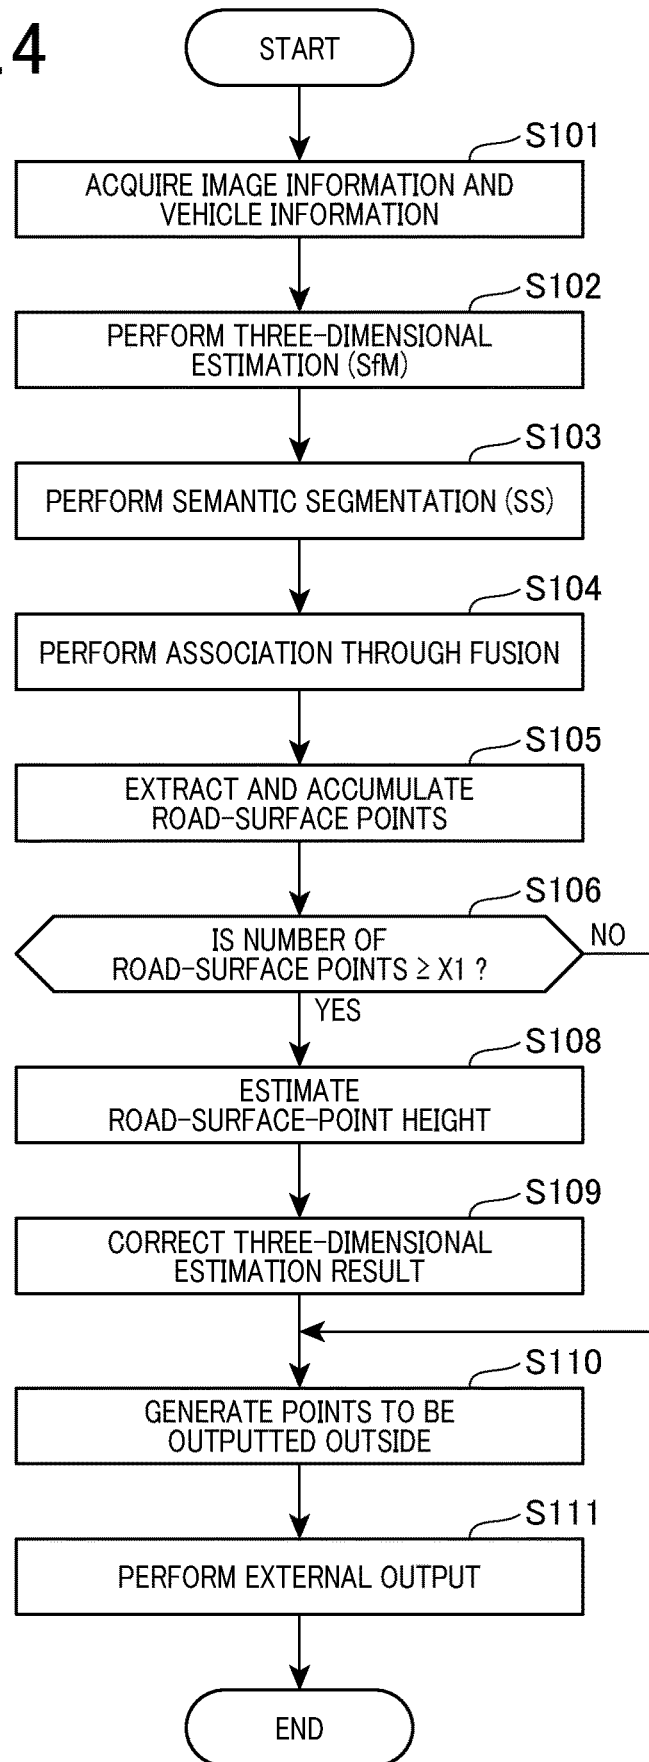 .4
START
S101
ACQUIRE IMAGE INFORMATION AND
VEHICLE INFORMATION
S102
PERFORM THREE-DIMENSIONAL
ESTIMATION (SfM)
S103
PERFORM SEMANTIC SEGMENTATION (SS)
S104
PERFORM ASSOCIATION THROUGH FUSION
S105
EXTRACT AND ACCUMULATE
ROAD-SURFACE POINTS
S106
IS NUMBER OF
ROAD-SURFACE POINTS ≥ X1 ?
NO
YES
S108
ESTIMATE
ROAD-SURFACE-POINT HEIGHT
S109
CORRECT THREE-DIMENSIONAL
ESTIMATION RESULT
S110
GENERATE POINTS TO BE
OUTPUTTED OUTSIDE
S111
PERFORM EXTERNAL OUTPUT
END